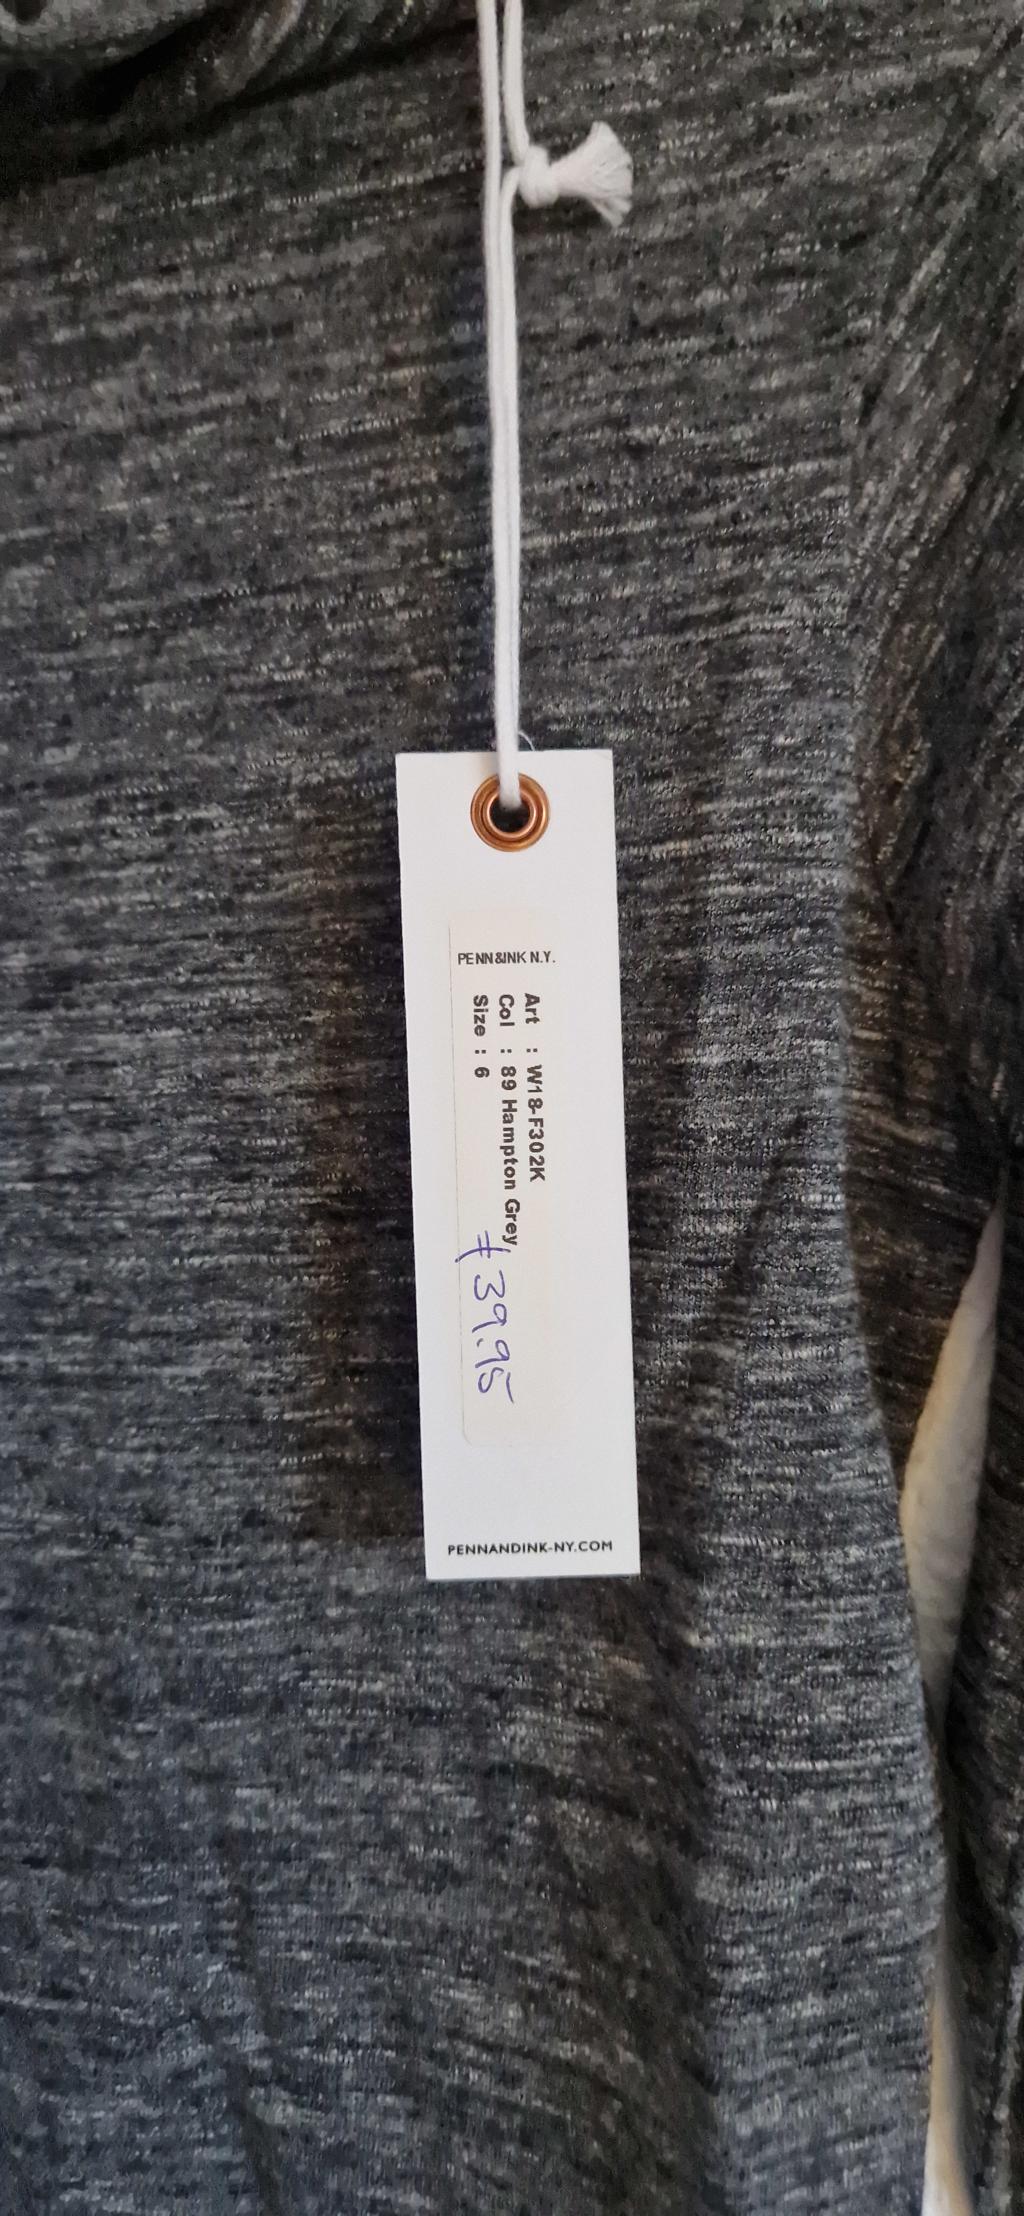 PENN&INK N.Y.
Art : W18-F302K
Col : 89 Hampton Grey
Size : 6
€39.95
PENNANDINK-NY.COM